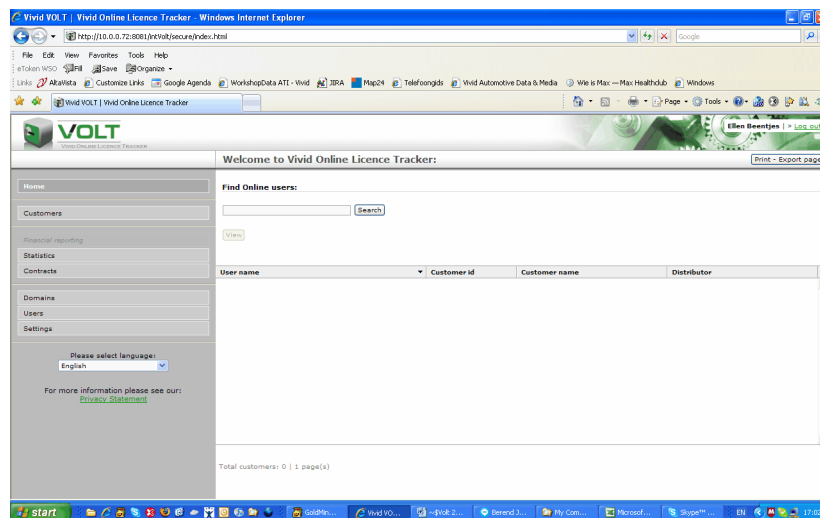 Vivid VOLT | Vivid Online Licence Tracker - Windows Internet Explorer
http://10.0.0.72:8081/intVolt/secure/index.html
Google
File Edit View Favorites Tools Help
eToken WSO Fill Save Organize
Links AltaVista Customize Links Google Agenda WorkshopData ATI - Vivid JIRA Map24 Telefoongids Vivid Automotive Data & Media Wie is Max — Max Healthclub Windows
Vivid VOLT | Vivid Online Licence Tracker
Page Tools
VOLT
Vivid Online Licence Tracker
Ellen Beentjes | » Log out
Welcome to Vivid Online Licence Tracker:
Print - Export page
Home
Find Online users:
Customers
Search
View
Financial reporting
Statistics
Contracts
User name Customer id Customer name Distributor
Domains
Users
Settings
Please select language:
English
For more information please see our:
Privacy Statement
Total customers: 0 | 1 page(s)
start GoldMin... Vivid VO... ~$Volt 2... Berend J... My Com... Microsof... Skype™ ... EN 17:02